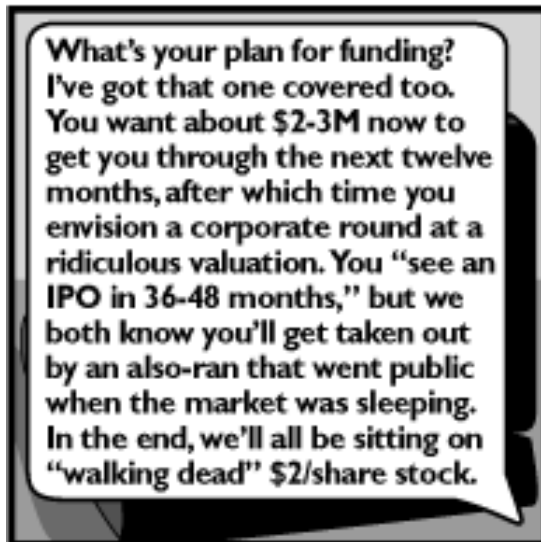 What’s your plan for funding?
I’ve got that one covered too.
You want about $2-3M now to
get you through the next twelve
months, after which time you
envision a corporate round at a
ridiculous valuation. You “see an
IPO in 36-48 months,” but we
both know you’ll get taken out
by an also-ran that went public
when the market was sleeping.
In the end, we’ll all be sitting on
“walking dead” $2/share stock.